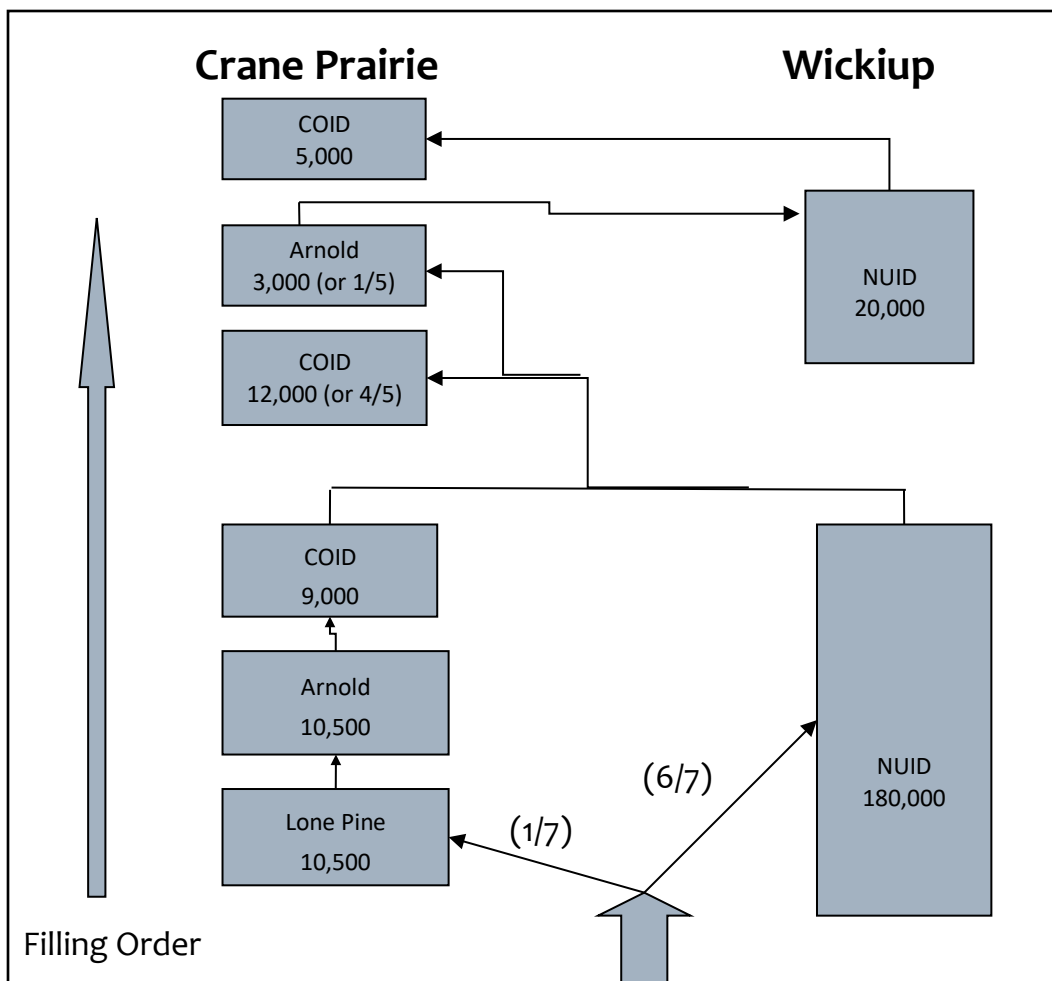 Crane Prairie
Wickiup
COID
5,000
Arnold
3,000 (or 1/5)
NUID
20,000
COID
12,000 (or 4/5)
COID
9,000
Arnold
10,500
(6/7)
NUID
180,000
Lone Pine
10,500
(1/7)
Filling Order